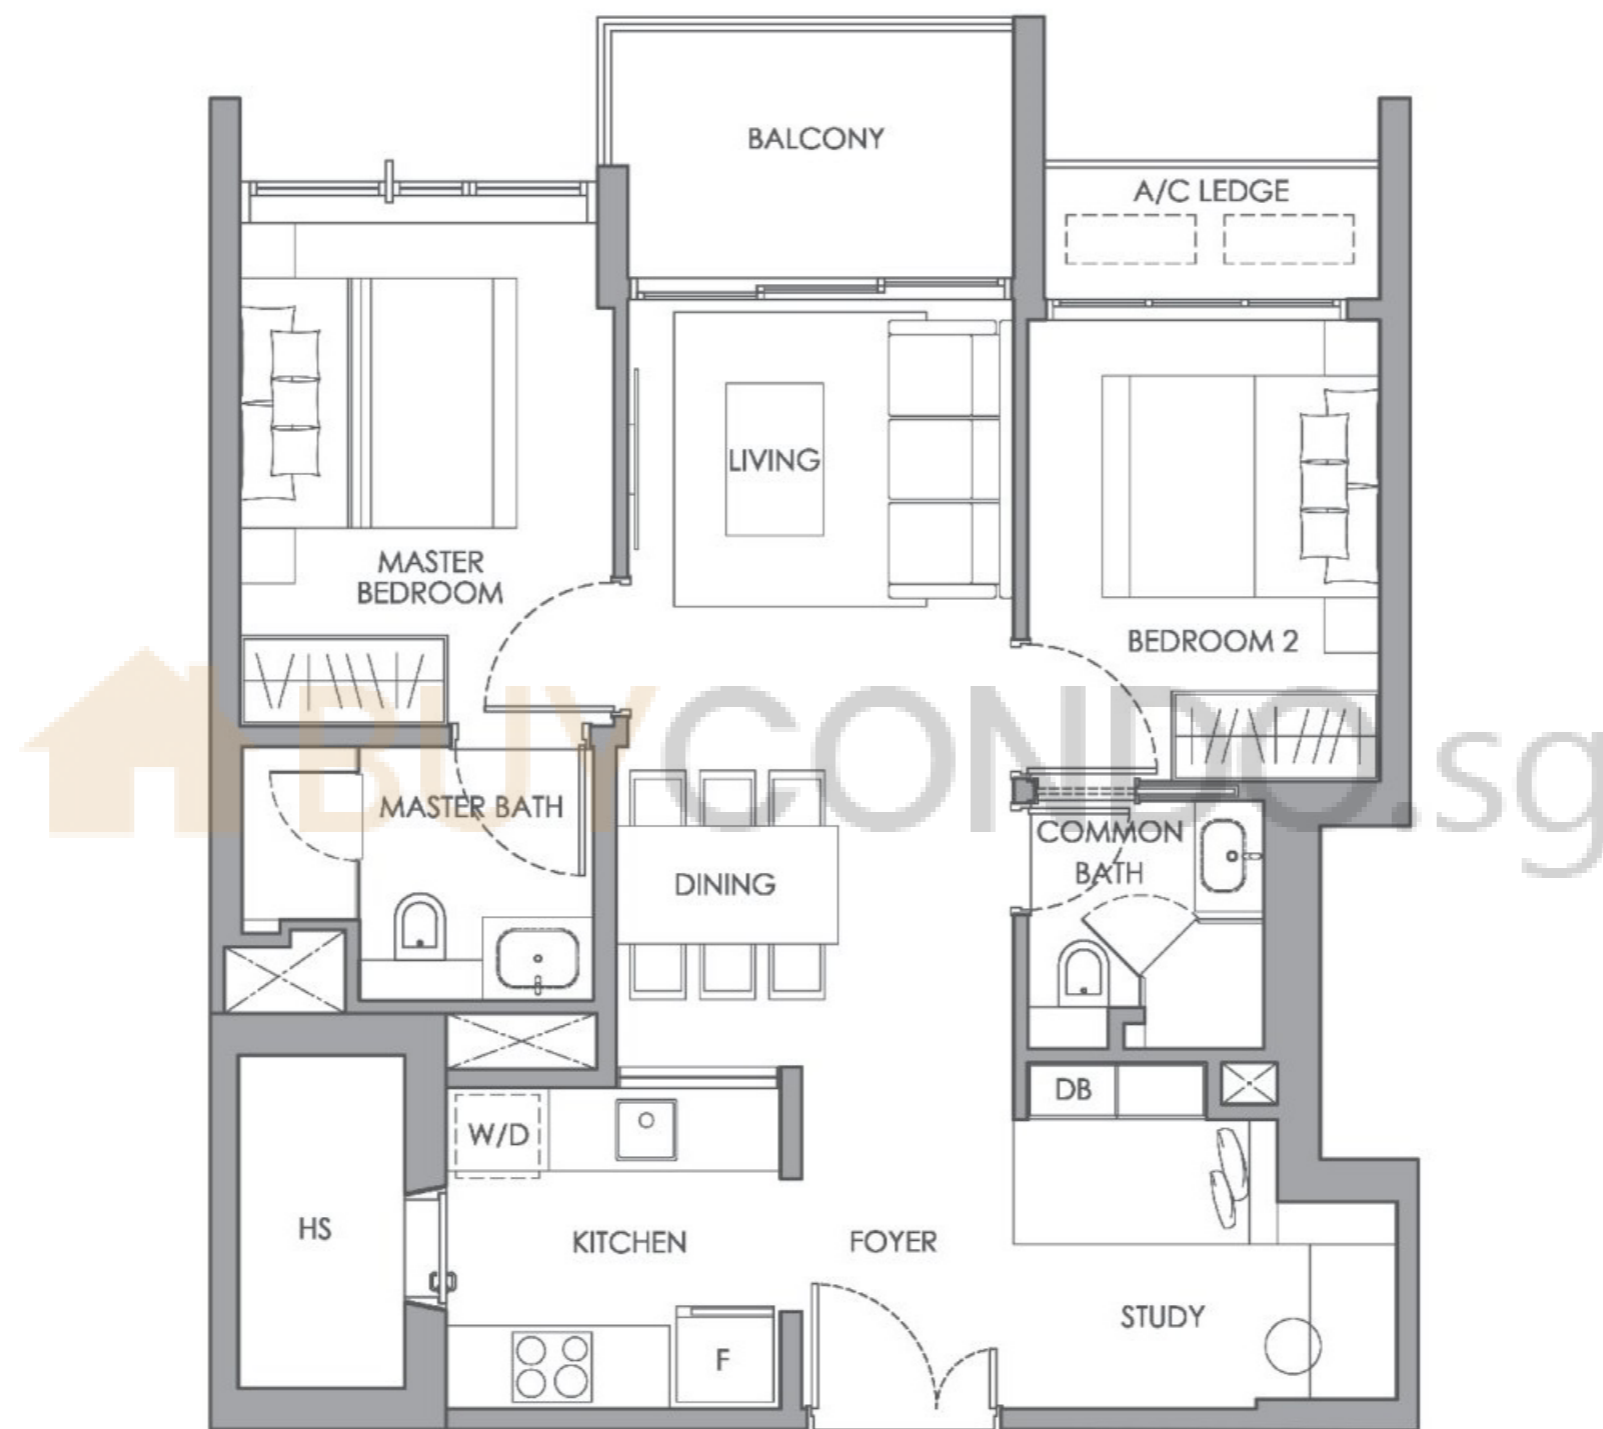 BALCONY
A/C LEDGE
LIVING
MASTER
BEDROOM
BEDROOM 2
BUYCONDO.sg
MASTER BATH
COMMON
BATH
DINING
DB
W/D
HS
KITCHEN
FOYER
STUDY
F